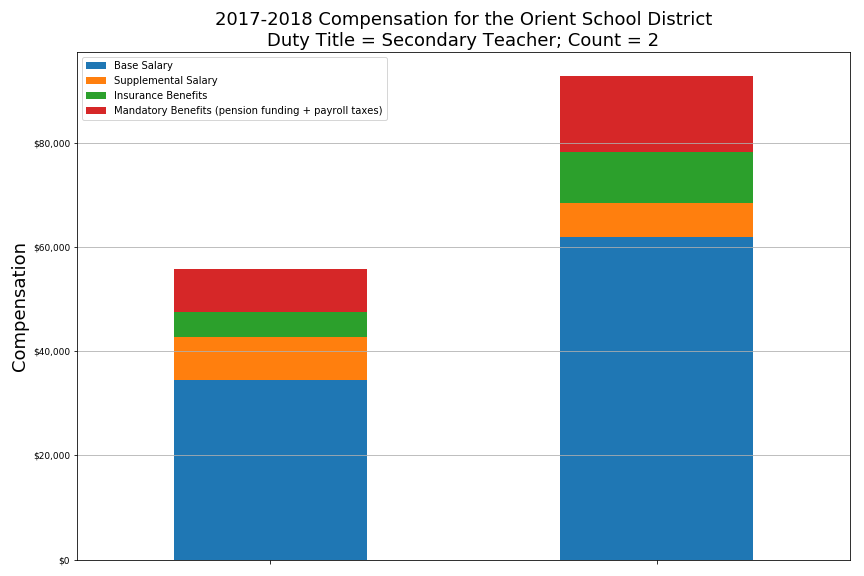 2017-2018 Compensation for the Orient School District
Duty Title = Secondary Teacher; Count = 2
Base Salary
Supplemental Salary
Insurance Benefits
Mandatory Benefits (pension funding + payroll taxes)
Compensation
$80,000
$60,000
$40,000
$20,000
$0